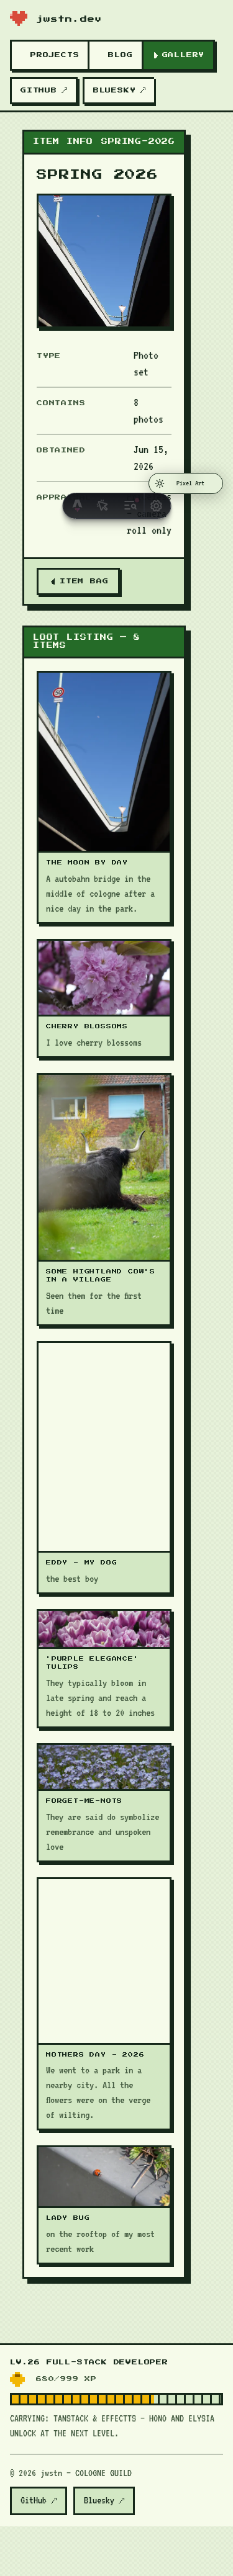 jwstn.dev
PROJECTS
BLOG
GALLERY
GITHUB ↗
BLUESKY ↗
ITEM INFO SPRING-2026
SPRING 2026
TYPE
Photo
set
CONTAINS
8
photos
OBTAINED
Jun 15,
2026
Pixel Art
roll only
ITEM BAG
LOOT LISTING — 8
ITEMS
THE MOON BY DAY
A autobahn bridge in the
middle of cologne after a
nice day in the park.
CHERRY BLOSSOMS
I love cherry blossoms
SOME HIGHTLAND COW'S
IN A VILLAGE
Seen them for the first
time
EDDY - MY DOG
the best boy
'PURPLE ELEGANCE'
TULIPS
They typically bloom in
late spring and reach a
height of 18 to 20 inches
FORGET-ME-NOTS
They are said do symbolize
remembrance and unspoken
love
MOTHERS DAY - 2026
We went to a park in a
nearby city. All the
flowers were on the verge
of wilting.
LADY BUG
on the rooftop of my most
recent work
LV.26 FULL-STACK DEVELOPER
680/999 XP
CARRYING: TANSTACK & EFFECTTS — HONO AND ELYSIA
UNLOCK AT THE NEXT LEVEL.
© 2026 jwstn — COLOGNE GUILD
GitHub ↗
Bluesky ↗